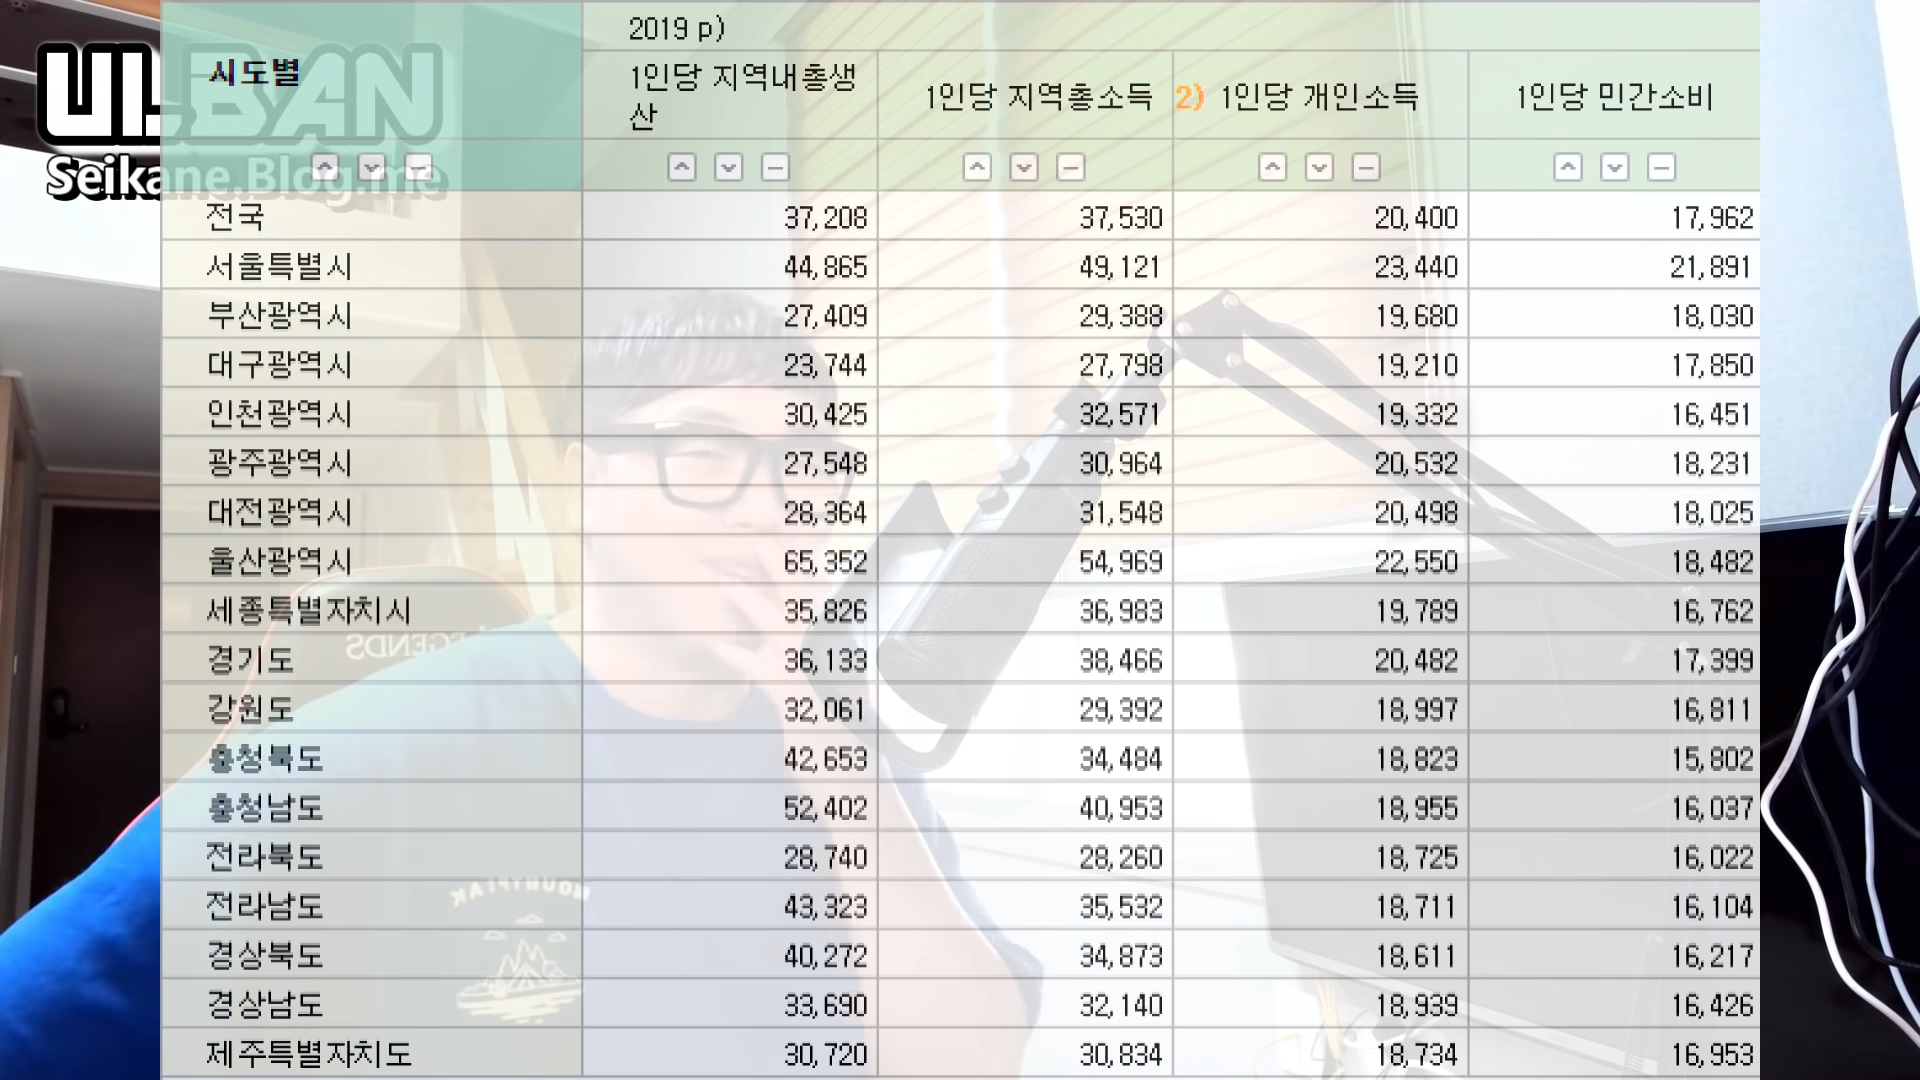 ULBAN
Seikane.Blog.me
시도별
2019 p)
1인당 지역내총생
산
1인당 지역총소득
2) 1인당 개인소득
1인당 민간소비
전국 37,208 37,530 20,400 17,962
서울특별시 44,865 49,121 23,440 21,891
부산광역시 27,409 29,388 19,680 18,030
대구광역시 23,744 27,798 19,210 17,850
인천광역시 30,425 32,571 19,332 16,451
광주광역시 27,548 30,964 20,532 18,231
대전광역시 28,364 31,548 20,498 18,025
울산광역시 65,352 54,969 22,550 18,482
세종특별자치시 35,826 36,983 19,789 16,762
경기도 36,133 38,466 20,482 17,399
강원도 32,061 29,392 18,997 16,811
충청북도 42,653 34,484 18,823 15,802
충청남도 52,402 40,953 18,955 16,037
전라북도 28,740 28,260 18,725 16,022
전라남도 43,323 35,532 18,711 16,104
경상북도 40,272 34,873 18,611 16,217
경상남도 33,690 32,140 18,939 16,426
제주특별자치도 30,720 30,834 18,734 16,953
LEGENDS
MOUNTPEAK